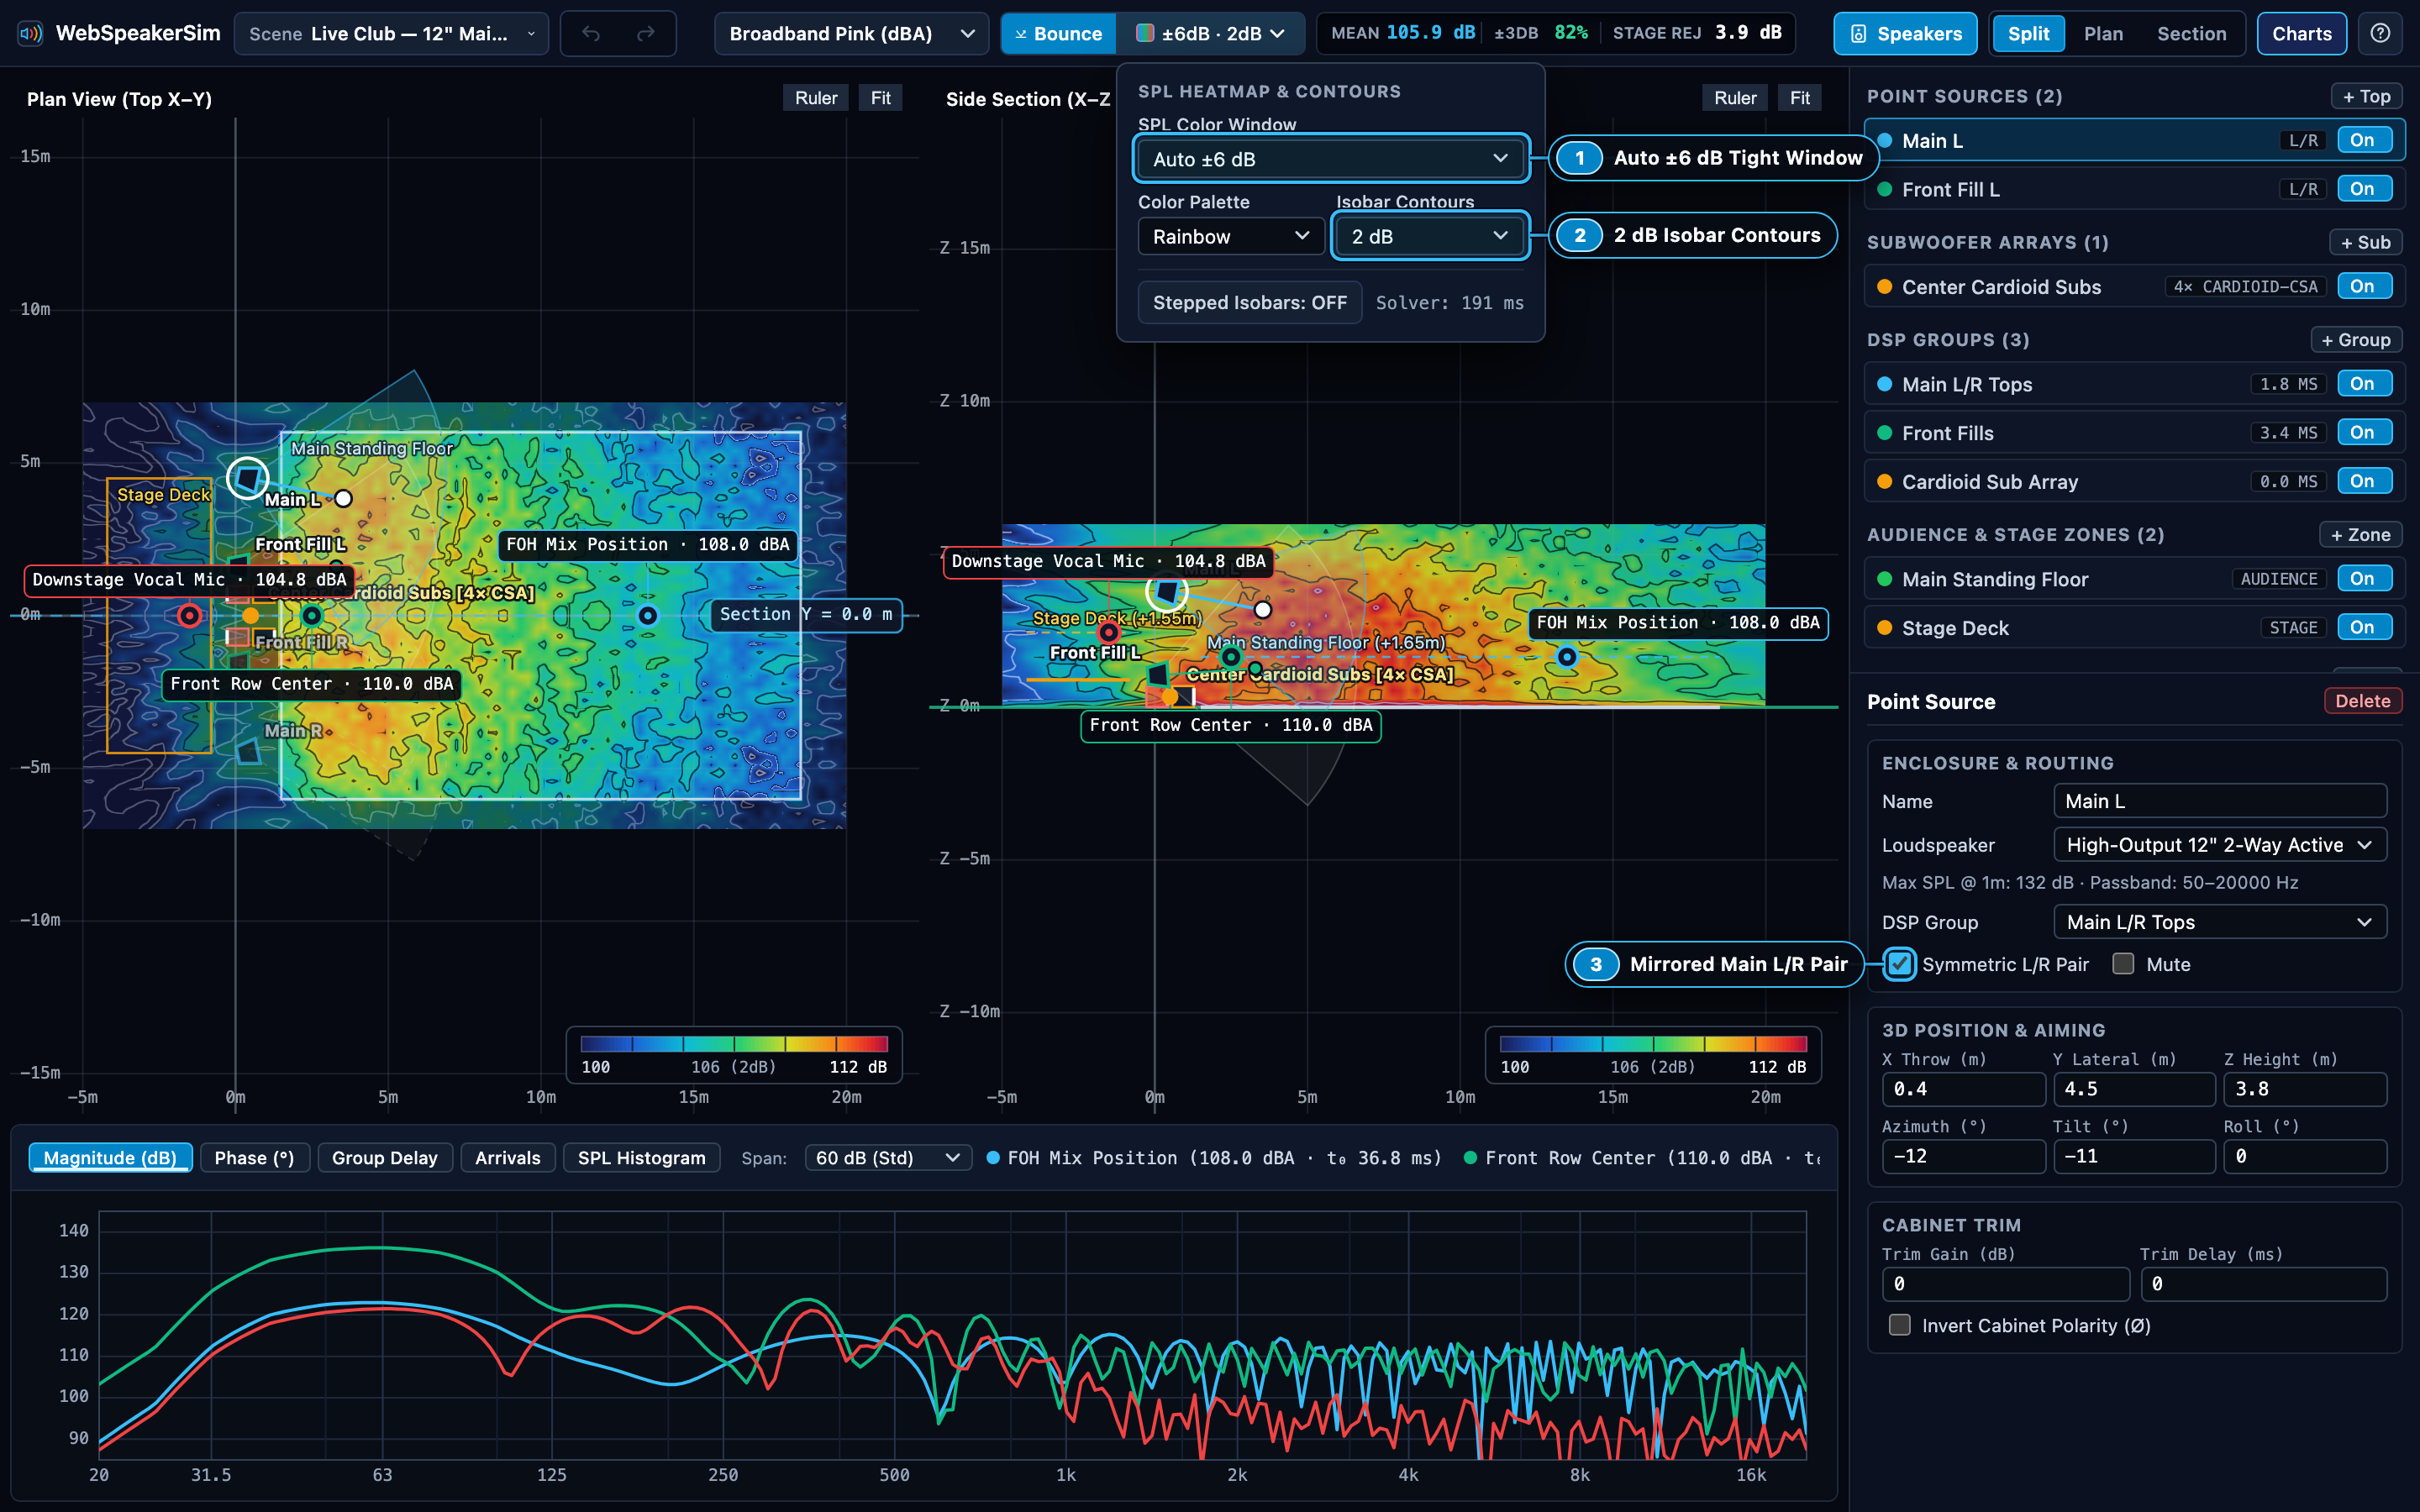 WebSpeakerSim
Scene Live Club — 12" Mai...
Broadband Pink (dBA)
Bounce
±6dB · 2dB
MEAN 105.9 dB ±3DB 82% STAGE REJ 3.9 dB
Speakers
Split Plan Section
Charts
Plan View (Top X–Y)
Ruler Fit
Side Section (X–Z
Ruler Fit
SPL HEATMAP & CONTOURS
SPL Color Window
Auto ±6 dB
Color Palette Isobar Contours
Rainbow 2 dB
Stepped Isobars: OFF Solver: 191 ms
1 Auto ±6 dB Tight Window
2 2 dB Isobar Contours
15m
10m
5m
0m
−5m
−10m
−15m
−5m 0m 5m 10m 15m 20m
Main Standing Floor
Stage Deck
Main L
Front Fill L
FOH Mix Position · 108.0 dBA
Downstage Vocal Mic · 104.8 dBA
Center Cardioid Subs [4× CSA]
Section Y = 0.0 m
Front Fill R
Front Row Center · 110.0 dBA
Main R
100 106 (2dB) 112 dB
Z 15m
Z 10m
Z 0m
Z −5m
Z −10m
−5m 0m 5m 10m 15m 20m
Downstage Vocal Mic · 104.8 dBA
Stage Deck (+1.55m)
FOH Mix Position · 108.0 dBA
Main Standing Floor (+1.65m)
Front Fill L
Center Cardioid Subs [4× CSA]
Front Row Center · 110.0 dBA
100 106 (2dB) 112 dB
Magnitude (dB) Phase (°) Group Delay Arrivals SPL Histogram Span: 60 dB (Std) FOH Mix Position (108.0 dBA · t₀ 36.8 ms) Front Row Center (110.0 dBA · t₀
140
130
120
110
100
90
20 31.5 63 125 250 500 1k 2k 4k 8k 16k
POINT SOURCES (2) + Top
Main L L/R On
Front Fill L L/R On
SUBWOOFER ARRAYS (1) + Sub
Center Cardioid Subs 4× CARDIOID-CSA On
DSP GROUPS (3) + Group
Main L/R Tops 1.8 MS On
Front Fills 3.4 MS On
Cardioid Sub Array 0.0 MS On
AUDIENCE & STAGE ZONES (2) + Zone
Main Standing Floor AUDIENCE On
Stage Deck STAGE On
Point Source Delete
ENCLOSURE & ROUTING
Name Main L
Loudspeaker High-Output 12" 2-Way Active
Max SPL @ 1m: 132 dB · Passband: 50–20000 Hz
DSP Group Main L/R Tops
3 Mirrored Main L/R Pair
Symmetric L/R Pair Mute
3D POSITION & AIMING
X Throw (m) Y Lateral (m) Z Height (m)
0.4 4.5 3.8
Azimuth (°) Tilt (°) Roll (°)
−12 −11 0
CABINET TRIM
Trim Gain (dB) Trim Delay (ms)
0 0
Invert Cabinet Polarity (Ø)